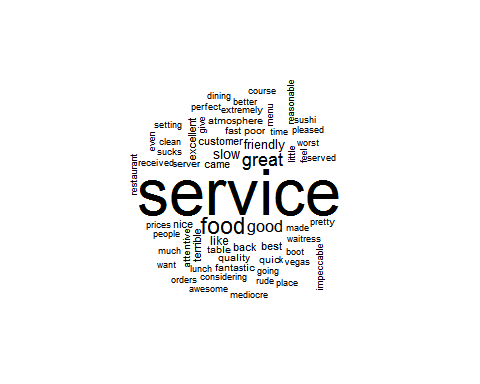 course
dining
better
perfect
extremely
menu
reasonable
setting
give
atmosphere
sushi
even
clean
excellent
fast
poor
time
pleased
customer
friendly
worst
sucks
slow
great
little
feel
served
restaurant
received
server
came
service
prices
nice
food
good
made
pretty
people
like
waitress
attentive
terrible
table
back
best
boot
much
quality
quick
vegas
impeccable
want
lunch
fantastic
going
orders
considering
rude
place
awesome
mediocre